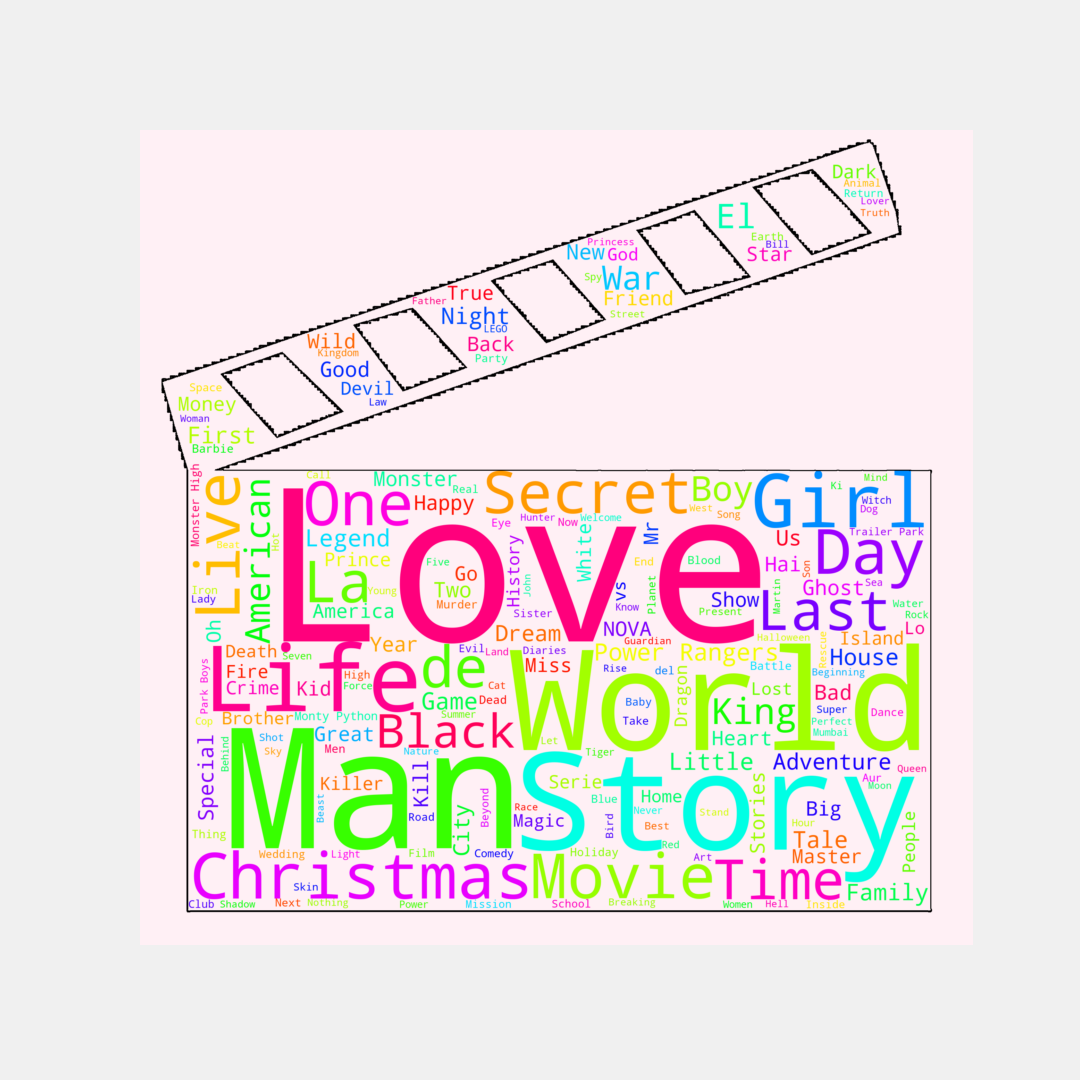 Dark
Animal
Return
Lover
Truth
El
Earth
Bill
Star
Princess
New God
Spy War
Friend
Street
Father True
Night
LEGO
Back
Party
Wild
Kingdom
Good
Devil
Law
Space
Money
Woman
First
Barbie
Monster High
Live
Beat
American
Hot
Call
Monster
Real
One
Happy
Secret
Boy
West
Song
Girl
Ki
Mind
Witch
Dog
Trailer Park
Love
Eye
Hunter
Now
Welcome
White
Mr
Us
Day
Legend
Prince
History
Five
End
Blood
Hai
Son
Ghost
Sea
La
Young
Go
Two
Murder
John
vs
Know
Planet
Present
Show
Martin
Last
Water
Rock
Lo
Iron
Lady
Oh
America
Sister
NOVA
Guardian
Halloween
Rescue
Island
House
Year
Dream
Evil
Land
Diaries
Power Rangers
Death
Seven
Fire
Crime
Life
Kid
High
Force
de
Miss
Rise
del
Battle
Beginning
Park Boys
Game
Cat
Dead
World
Baby
Take
Dragon
Lost
King
Bad
Super
Perfect
Mumbai
Dance
Cop
Brother
Monty Python
Summer
Black
Great
Shot
Sky
Men
Nature
Let
Tiger
Heart
Little
Adventure
Queen
Special
Behind
Man
Killer
Beast
Kill
Road
City
Beyond
Race
Magic
Story
Serie
Blue
Home
Never
Bird
Best
Red
Stand
Stories
Aur
Moon
Big
Hour
Tale
Master
People
Thing
Wedding
Light
Film
Comedy
Holiday
Art
Christmas
Skin
Movie
Time
Family
Club
Shadow
Next
Nothing
Power
Mission
School
Breaking
Women
Hell
Inside